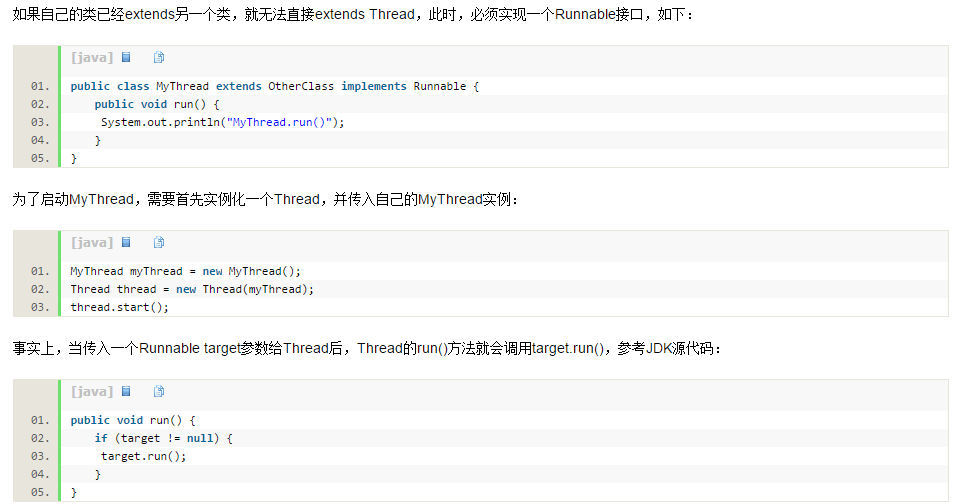 如果自己的类已经extends另一个类，就无法直接extends Thread，此时，必须实现一个Runnable接口，如下：
[java]
01. public class MyThread extends OtherClass implements Runnable {
02. public void run() {
03. System.out.println("MyThread.run()");
04. }
05. }
为了启动MyThread，需要首先实例化一个Thread，并传入自己的MyThread实例：
[java]
01. MyThread myThread = new MyThread();
02. Thread thread = new Thread(myThread);
03. thread.start();
事实上，当传入一个Runnable target参数给Thread后，Thread的run()方法就会调用target.run()，参考JDK源代码：
[java]
01. public void run() {
02. if (target != null) {
03. target.run();
04. }
05. }